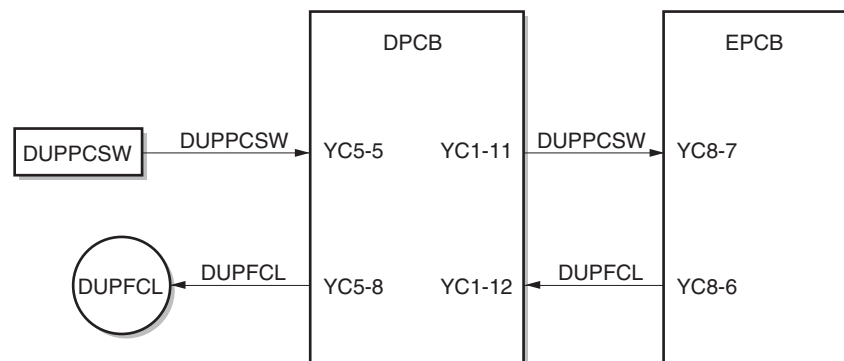 DPCB
EPCB
DUPPCSW
DUPPCSW
YC5-5
YC1-11
DUPPCSW
YC8-7
DUPFCL
DUPFCL
YC5-8
YC1-12
DUPFCL
YC8-6